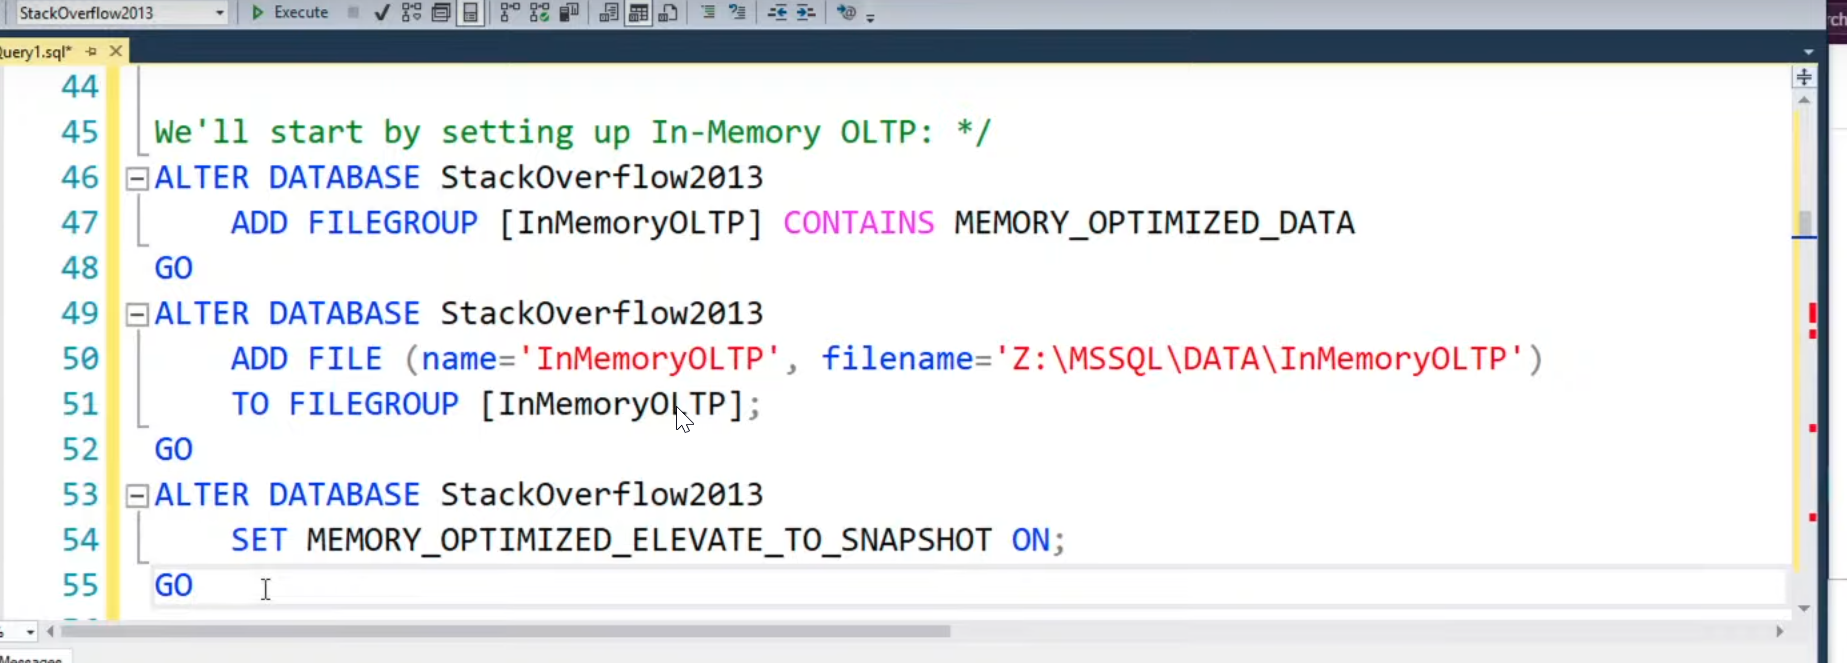 StackOverflow2013 Execute
uery1.sql*
44
45 We'll start by setting up In-Memory OLTP: */
46 ALTER DATABASE StackOverflow2013
47 ADD FILEGROUP [InMemoryOLTP] CONTAINS MEMORY_OPTIMIZED_DATA
48 GO
49 ALTER DATABASE StackOverflow2013
50 ADD FILE (name='InMemoryOLTP', filename='Z:\MSSQL\DATA\InMemoryOLTP')
51 TO FILEGROUP [InMemoryOLTP];
52 GO
53 ALTER DATABASE StackOverflow2013
54 SET MEMORY_OPTIMIZED_ELEVATE_TO_SNAPSHOT ON;
55 GO
Messages